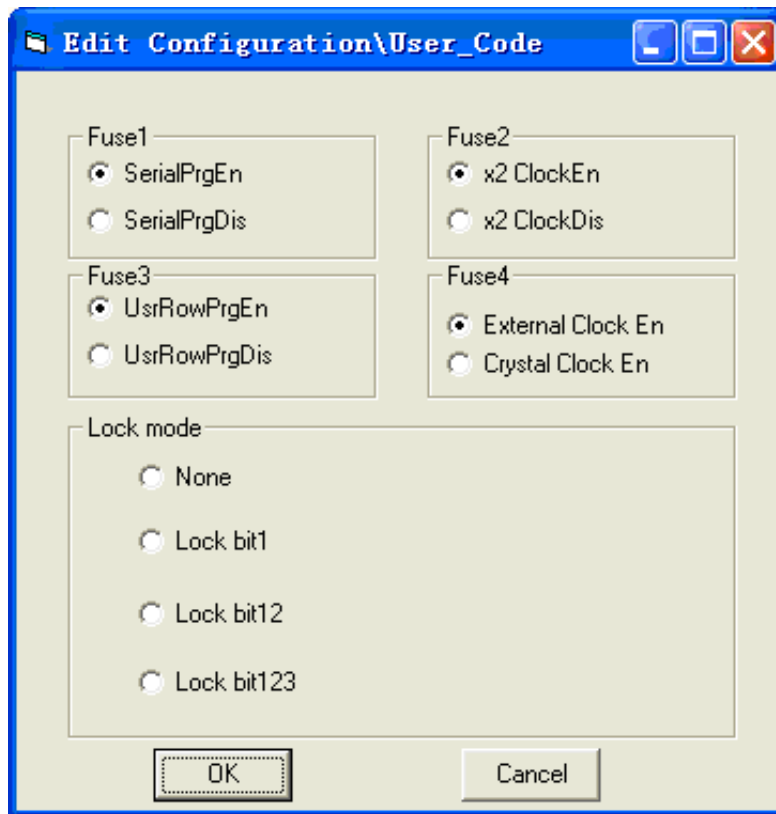 Edit Configuration\User_Code
Fuse1
SerialPrgEn
SerialPrgDis
Fuse2
x2 ClockEn
x2 ClockDis
Fuse3
UsrRowPrgEn
UsrRowPrgDis
Fuse4
External Clock En
Crystal Clock En
Lock mode
None
Lock bit1
Lock bit12
Lock bit123
OK
Cancel